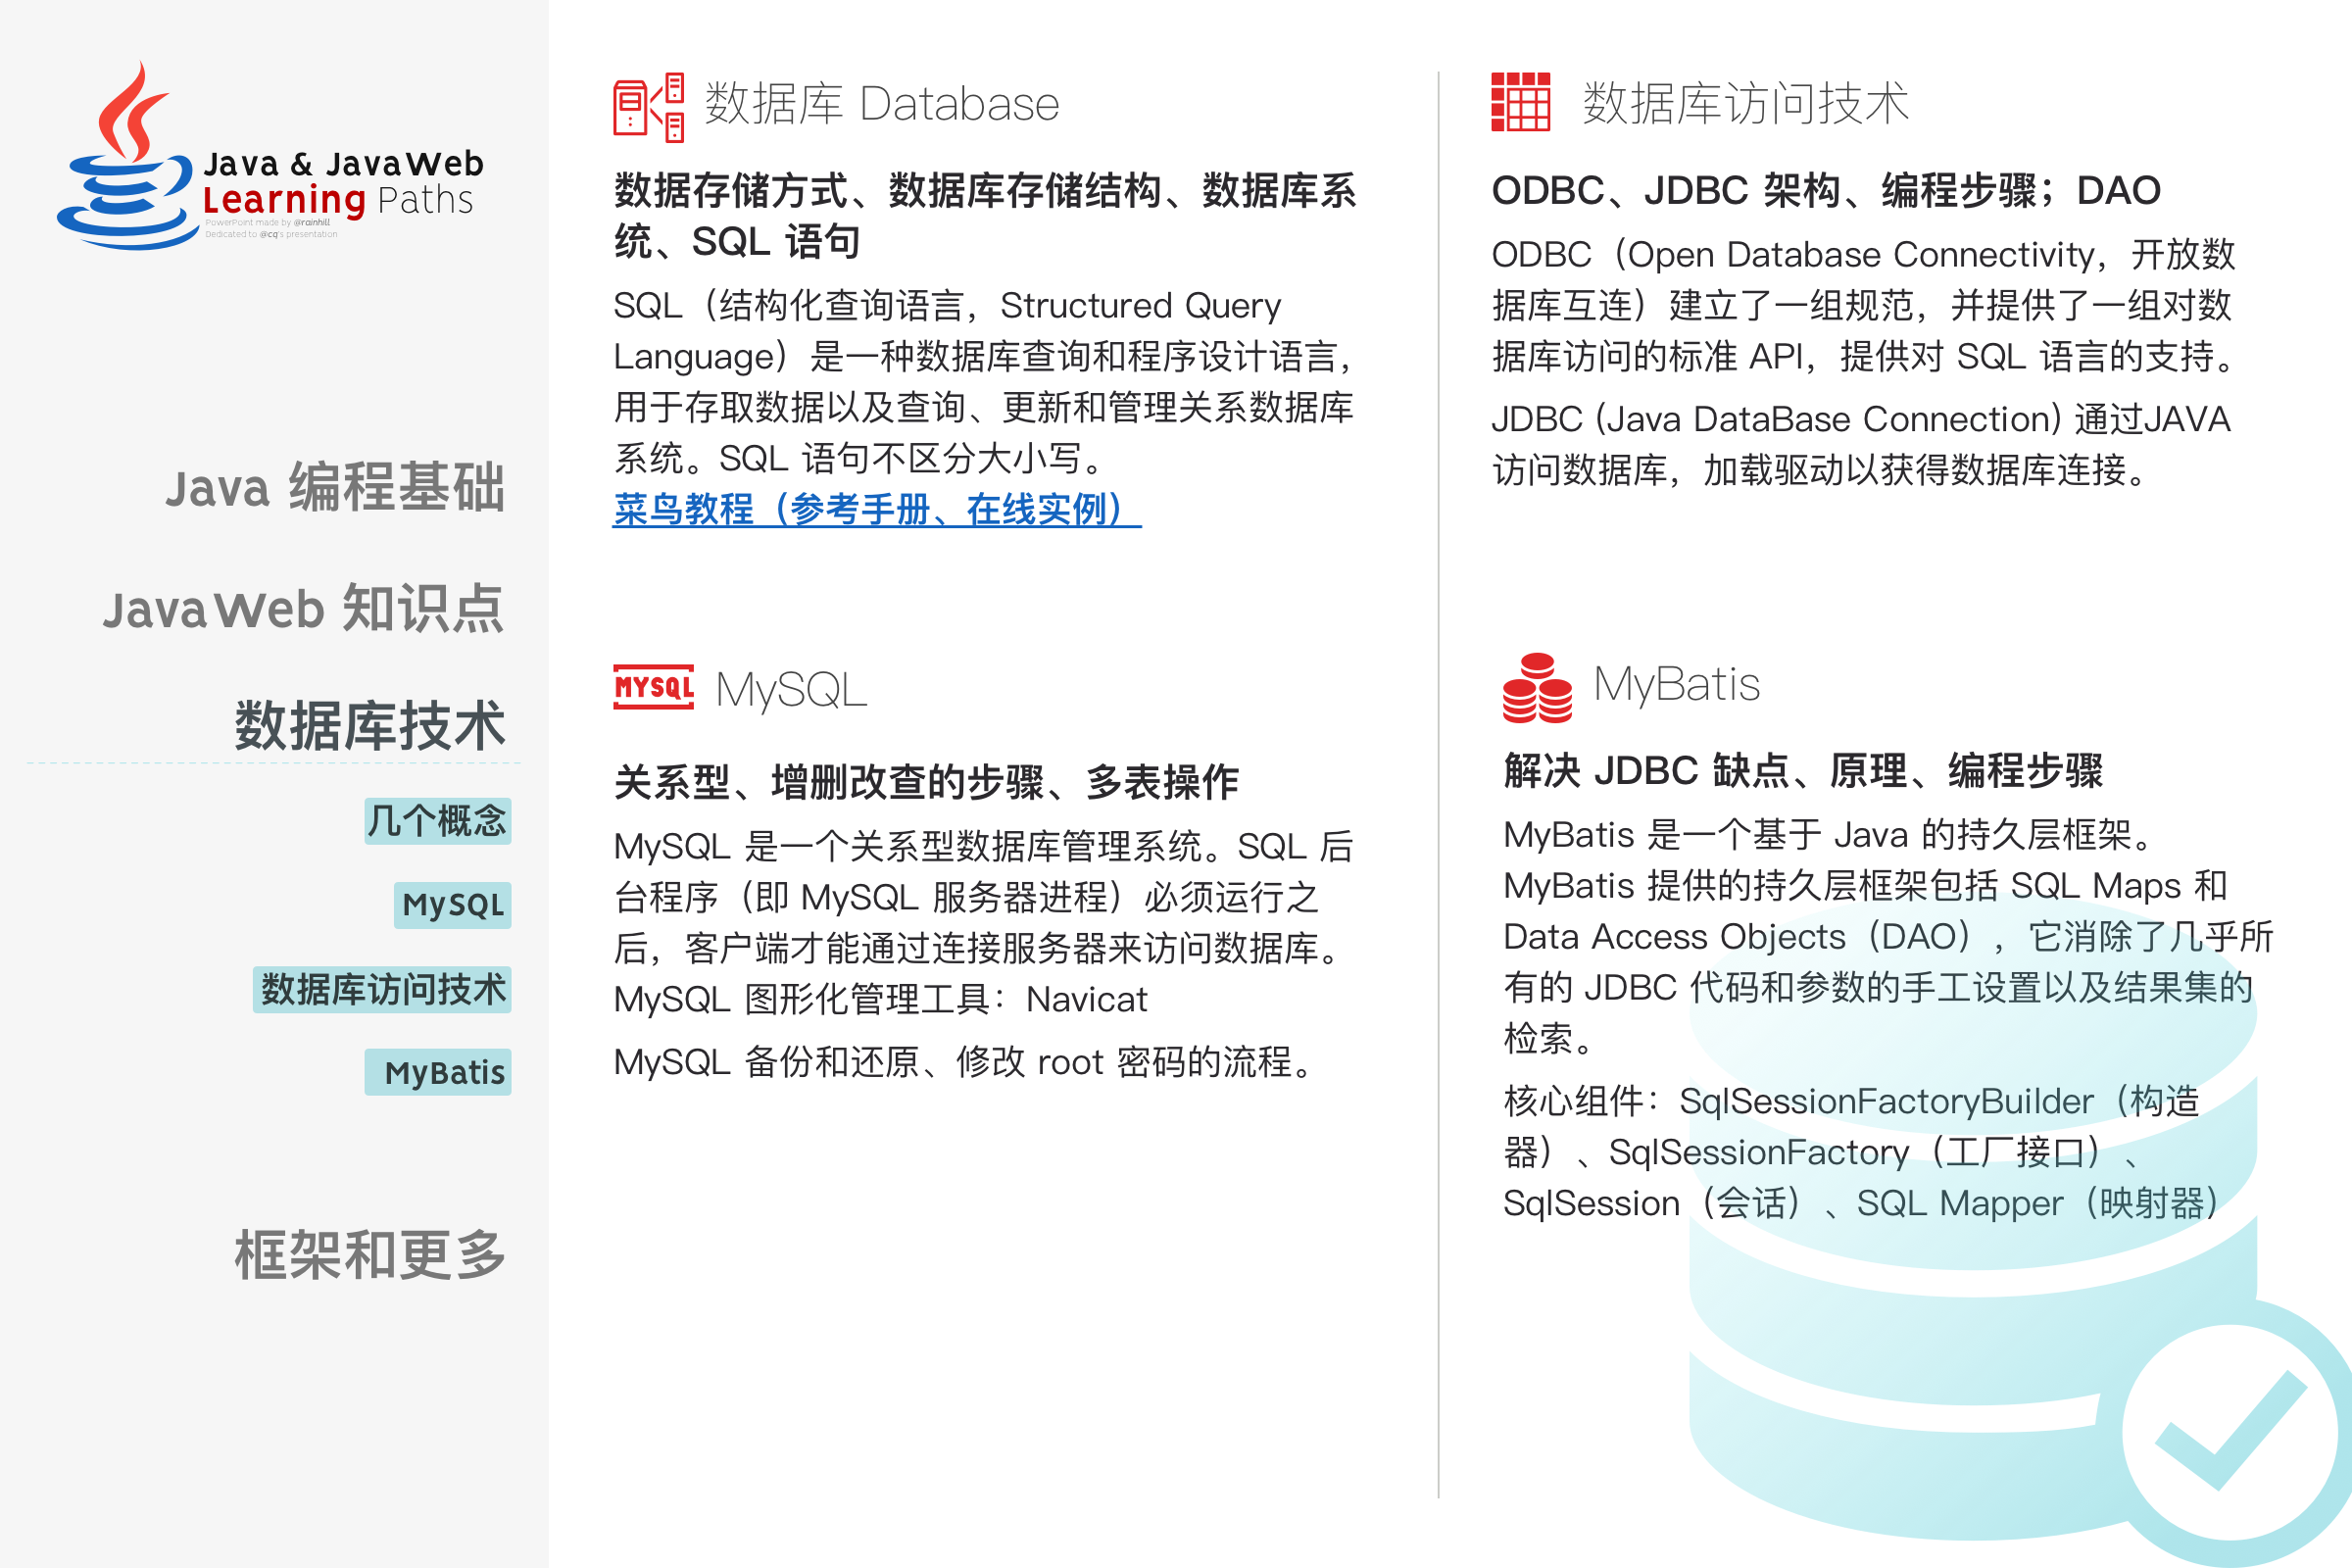 Java & JavaWeb
Learning Paths
PowerPoint made by @rainhill
Dedicated to @cq's presentation
Java 编程基础
JavaWeb 知识点
数据库技术
几个概念
MySQL
数据库访问技术
MyBatis
框架和更多
数据库 Database
数据存储方式、数据库存储结构、数据库系
统、SQL 语句
SQL（结构化查询语言，Structured Query
Language）是一种数据库查询和程序设计语言，
用于存取数据以及查询、更新和管理关系数据库
系统。SQL 语句不区分大小写。
菜鸟教程（参考手册、在线实例）
MYSQL MySQL
关系型、增删改查的步骤、多表操作
MySQL 是一个关系型数据库管理系统。SQL 后
台程序（即 MySQL 服务器进程）必须运行之
后，客户端才能通过连接服务器来访问数据库。
MySQL 图形化管理工具：Navicat
MySQL 备份和还原、修改 root 密码的流程。
数据库访问技术
ODBC、JDBC 架构、编程步骤；DAO
ODBC（Open Database Connectivity，开放数
据库互连）建立了一组规范，并提供了一组对数
据库访问的标准 API，提供对 SQL 语言的支持。
JDBC (Java DataBase Connection) 通过JAVA
访问数据库，加载驱动以获得数据库连接。
MyBatis
解决 JDBC 缺点、原理、编程步骤
MyBatis 是一个基于 Java 的持久层框架。
MyBatis 提供的持久层框架包括 SQL Maps 和
Data Access Objects（DAO），它消除了几乎所
有的 JDBC 代码和参数的手工设置以及结果集的
检索。
核心组件：SqlSessionFactoryBuilder（构造
器）、SqlSessionFactory（工厂接口）、
SqlSession（会话）、SQL Mapper（映射器）